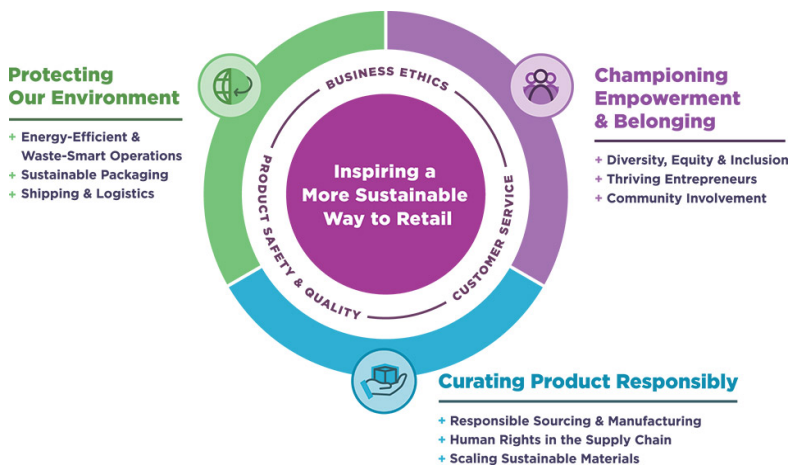 Protecting
Our Environment
+ Energy-Efficient &
Waste-Smart Operations
+ Sustainable Packaging
+ Shipping & Logistics
BUSINESS ETHICS
PRODUCT SAFETY & QUALITY
CUSTOMER SERVICE
Inspiring a
More Sustainable
Way to Retail
Championing
Empowerment
& Belonging
+ Diversity, Equity & Inclusion
+ Thriving Entrepreneurs
+ Community Involvement
Curating Product Responsibly
+ Responsible Sourcing & Manufacturing
+ Human Rights in the Supply Chain
+ Scaling Sustainable Materials